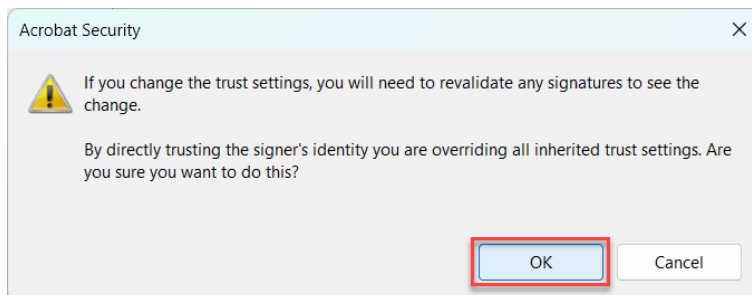 Acrobat Security
If you change the trust settings, you will need to revalidate any signatures to see the
change.
By directly trusting the signer's identity you are overriding all inherited trust settings. Are
you sure you want to do this?
OK
Cancel